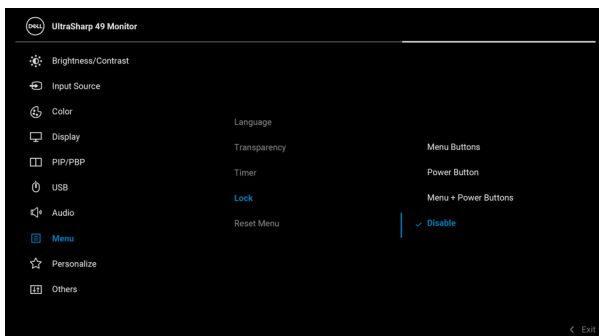 DELL UltraSharp 49 Monitor
Brightness/Contrast
Input Source
Color
Display
PIP/PBP
USB
Audio
Menu
Personalize
Others
Language
Transparency
Timer
Lock
Reset Menu
Menu Buttons
Power Button
Menu + Power Buttons
Disable
Exit